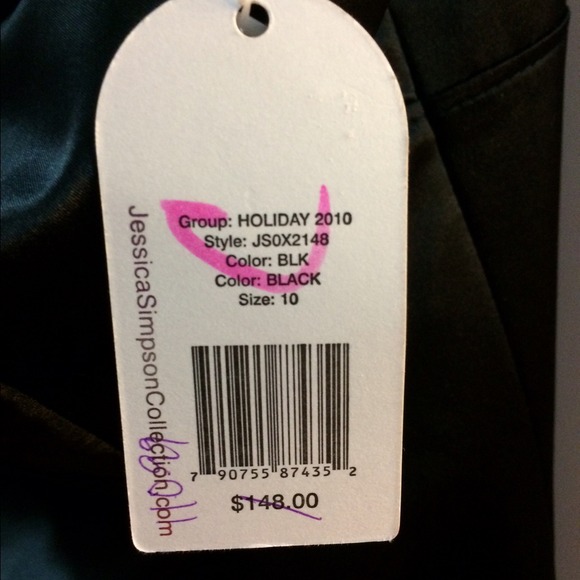 Group: HOLIDAY 2010
Style: JS0X2148
Color: BLK
Color: BLACK
Size: 10
JessicaSimpsonCollection.com
7 90755 87435 2
$148.00